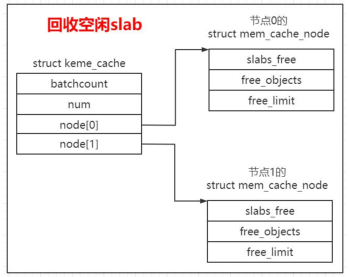 回收空闲slab
struct keme_cache
batchcount
num
node[0]
node[1]
节点0的
struct mem_cache_node
slabs_free
free_objects
free_limit
节点1的
struct mem_cache_node
slabs_free
free_objects
free_limit